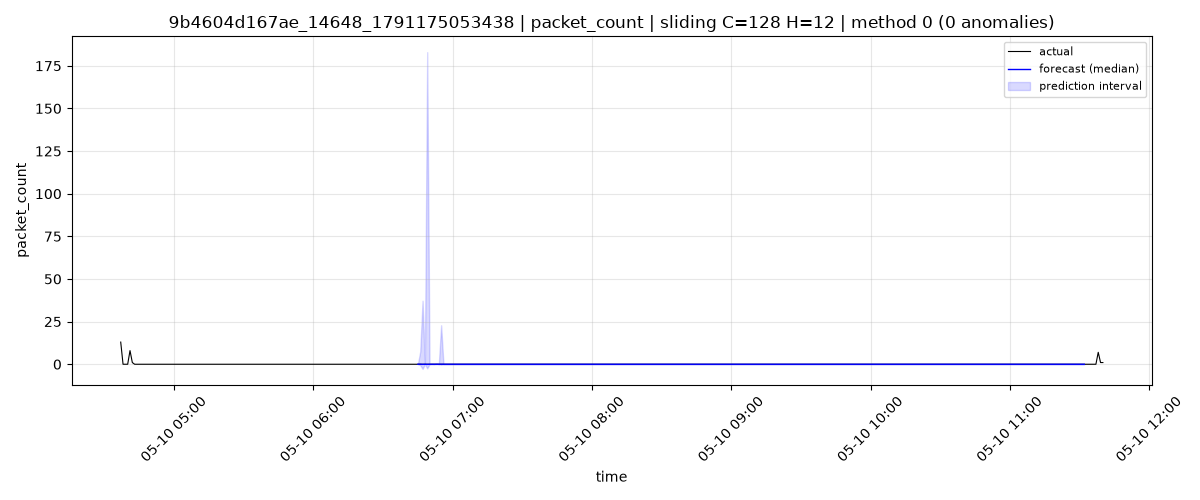 9b4604d167ae_14648_1791175053438 | packet_count | sliding C=128 H=12 | method 0 (0 anomalies)
actual
forecast (median)
prediction interval
packet_count
175
150
125
100
75
50
25
0
05-10 05:00
05-10 06:00
05-10 07:00
05-10 08:00
05-10 09:00
05-10 10:00
05-10 11:00
05-10 12:00
time